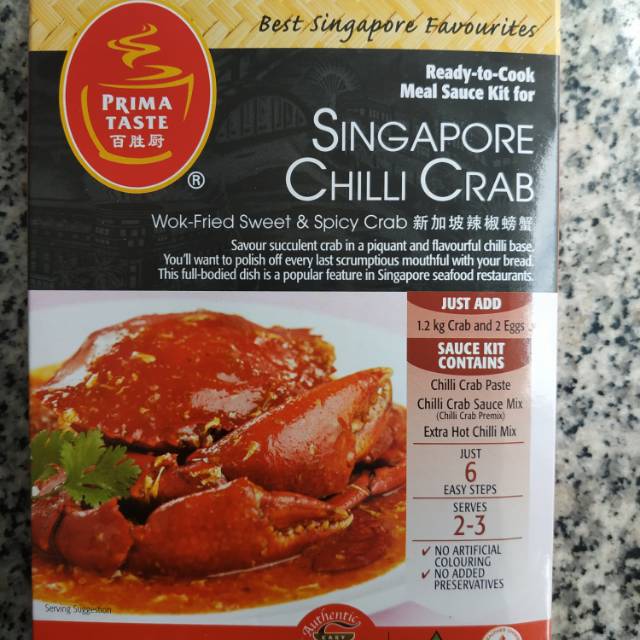 Best Singapore Favourites
PRIMA
TASTE
百胜厨
®
Ready-to-Cook
Meal Sauce Kit for
SINGAPORE
CHILLI CRAB
Wok-Fried Sweet & Spicy Crab 新加坡辣椒螃蟹
Savour succulent crab in a piquant and flavourful chilli base.
You'll want to polish off every last scrumptious mouthful with your bread.
This full-bodied dish is a popular feature in Singapore seafood restaurants.
JUST ADD
1.2 kg Crab and 2 Eggs
SAUCE KIT
CONTAINS
Chilli Crab Paste
Chilli Crab Sauce Mix
(Chilli Crab Premix)
Extra Hot Chilli Mix
JUST
6
EASY STEPS
SERVES
2-3
✓ NO ARTIFICIAL
COLOURING
✓ NO ADDED
PRESERVATIVES
Serving Suggestion
Authentic
EASY